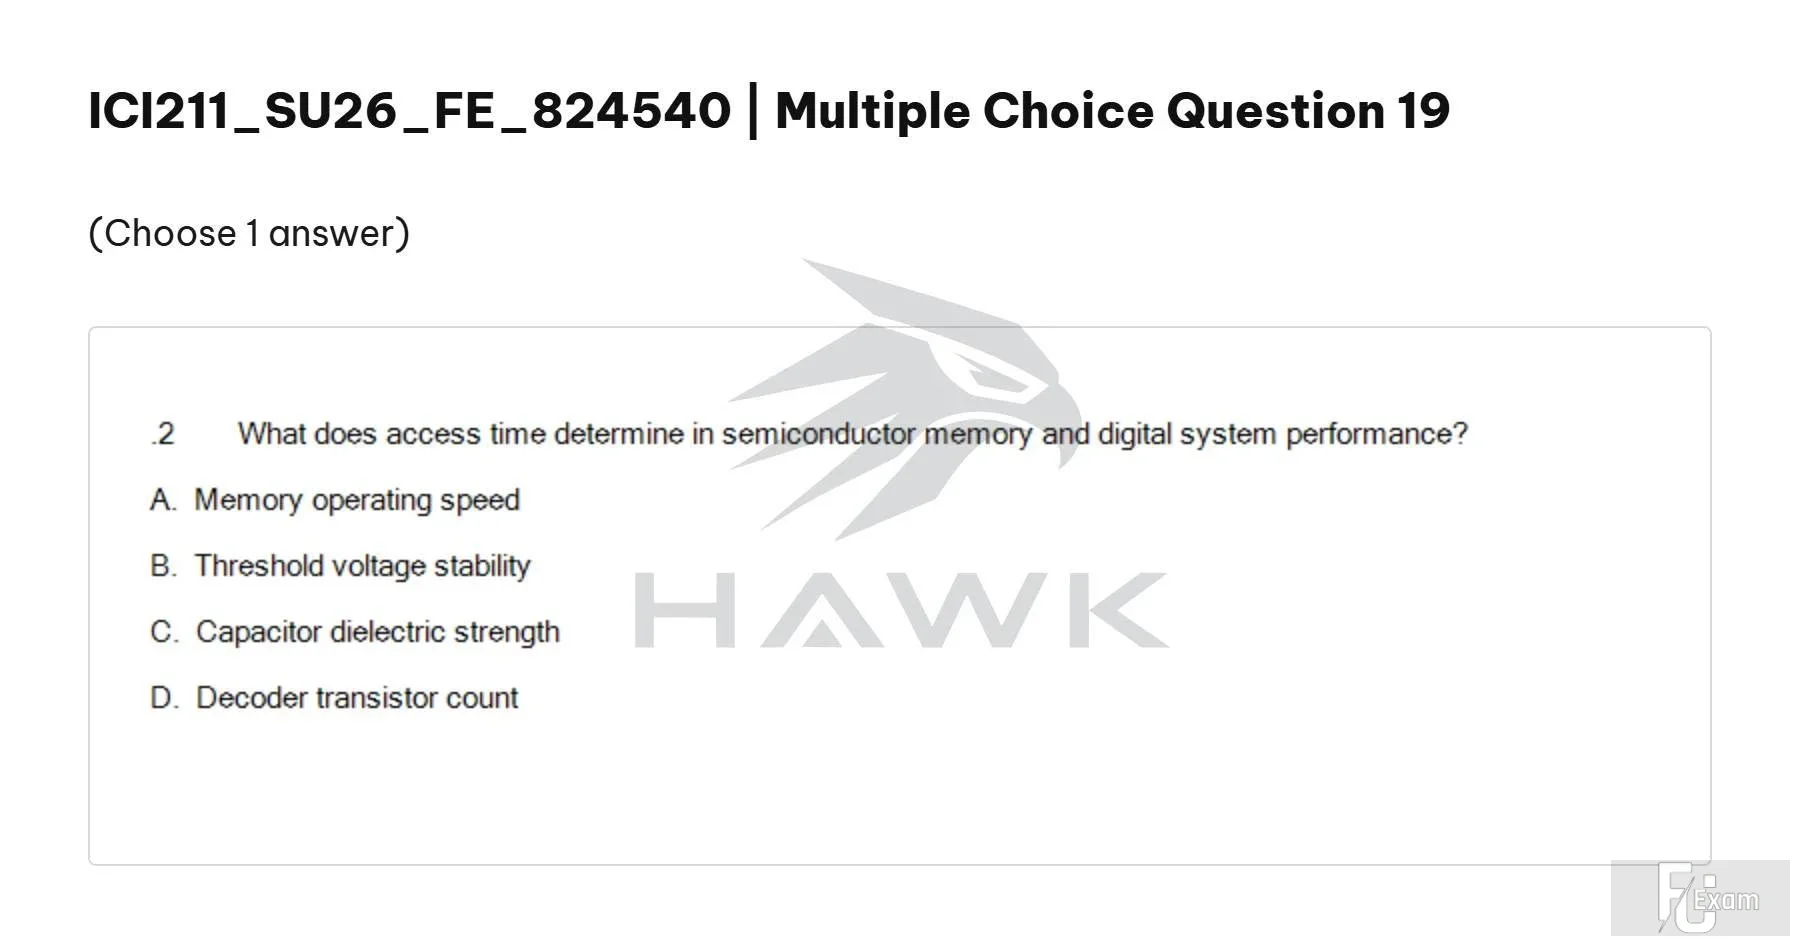 ICI211_SU26_FE_824540 | Multiple Choice Question 19
(Choose 1 answer)
.2 What does access time determine in semiconductor memory and digital system performance?
A. Memory operating speed
B. Threshold voltage stability
C. Capacitor dielectric strength
D. Decoder transistor count
HAWK
FU Exam